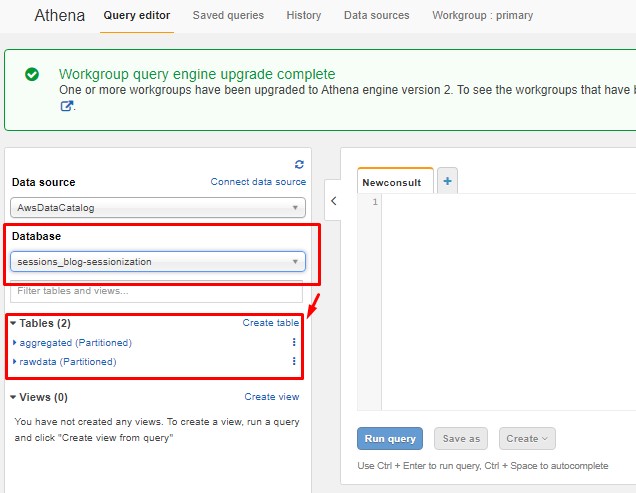 Athena Query editor Saved queries History Data sources Workgroup : primary
Workgroup query engine upgrade complete
One or more workgroups have been upgraded to Athena engine version 2. To see the workgroups that have
Data source Connect data source
AwsDataCatalog
Database
sessions_blog-sessionization
Filter tables and views...
Tables (2) Create table
aggregated (Partitioned)
rawdata (Partitioned)
Views (0) Create view
You have not created any views. To create a view, run a query
and click "Create view from query"
Newconsult +
1
Run query Save as Create
Use Ctrl + Enter to run query, Ctrl + Space to autocomplete